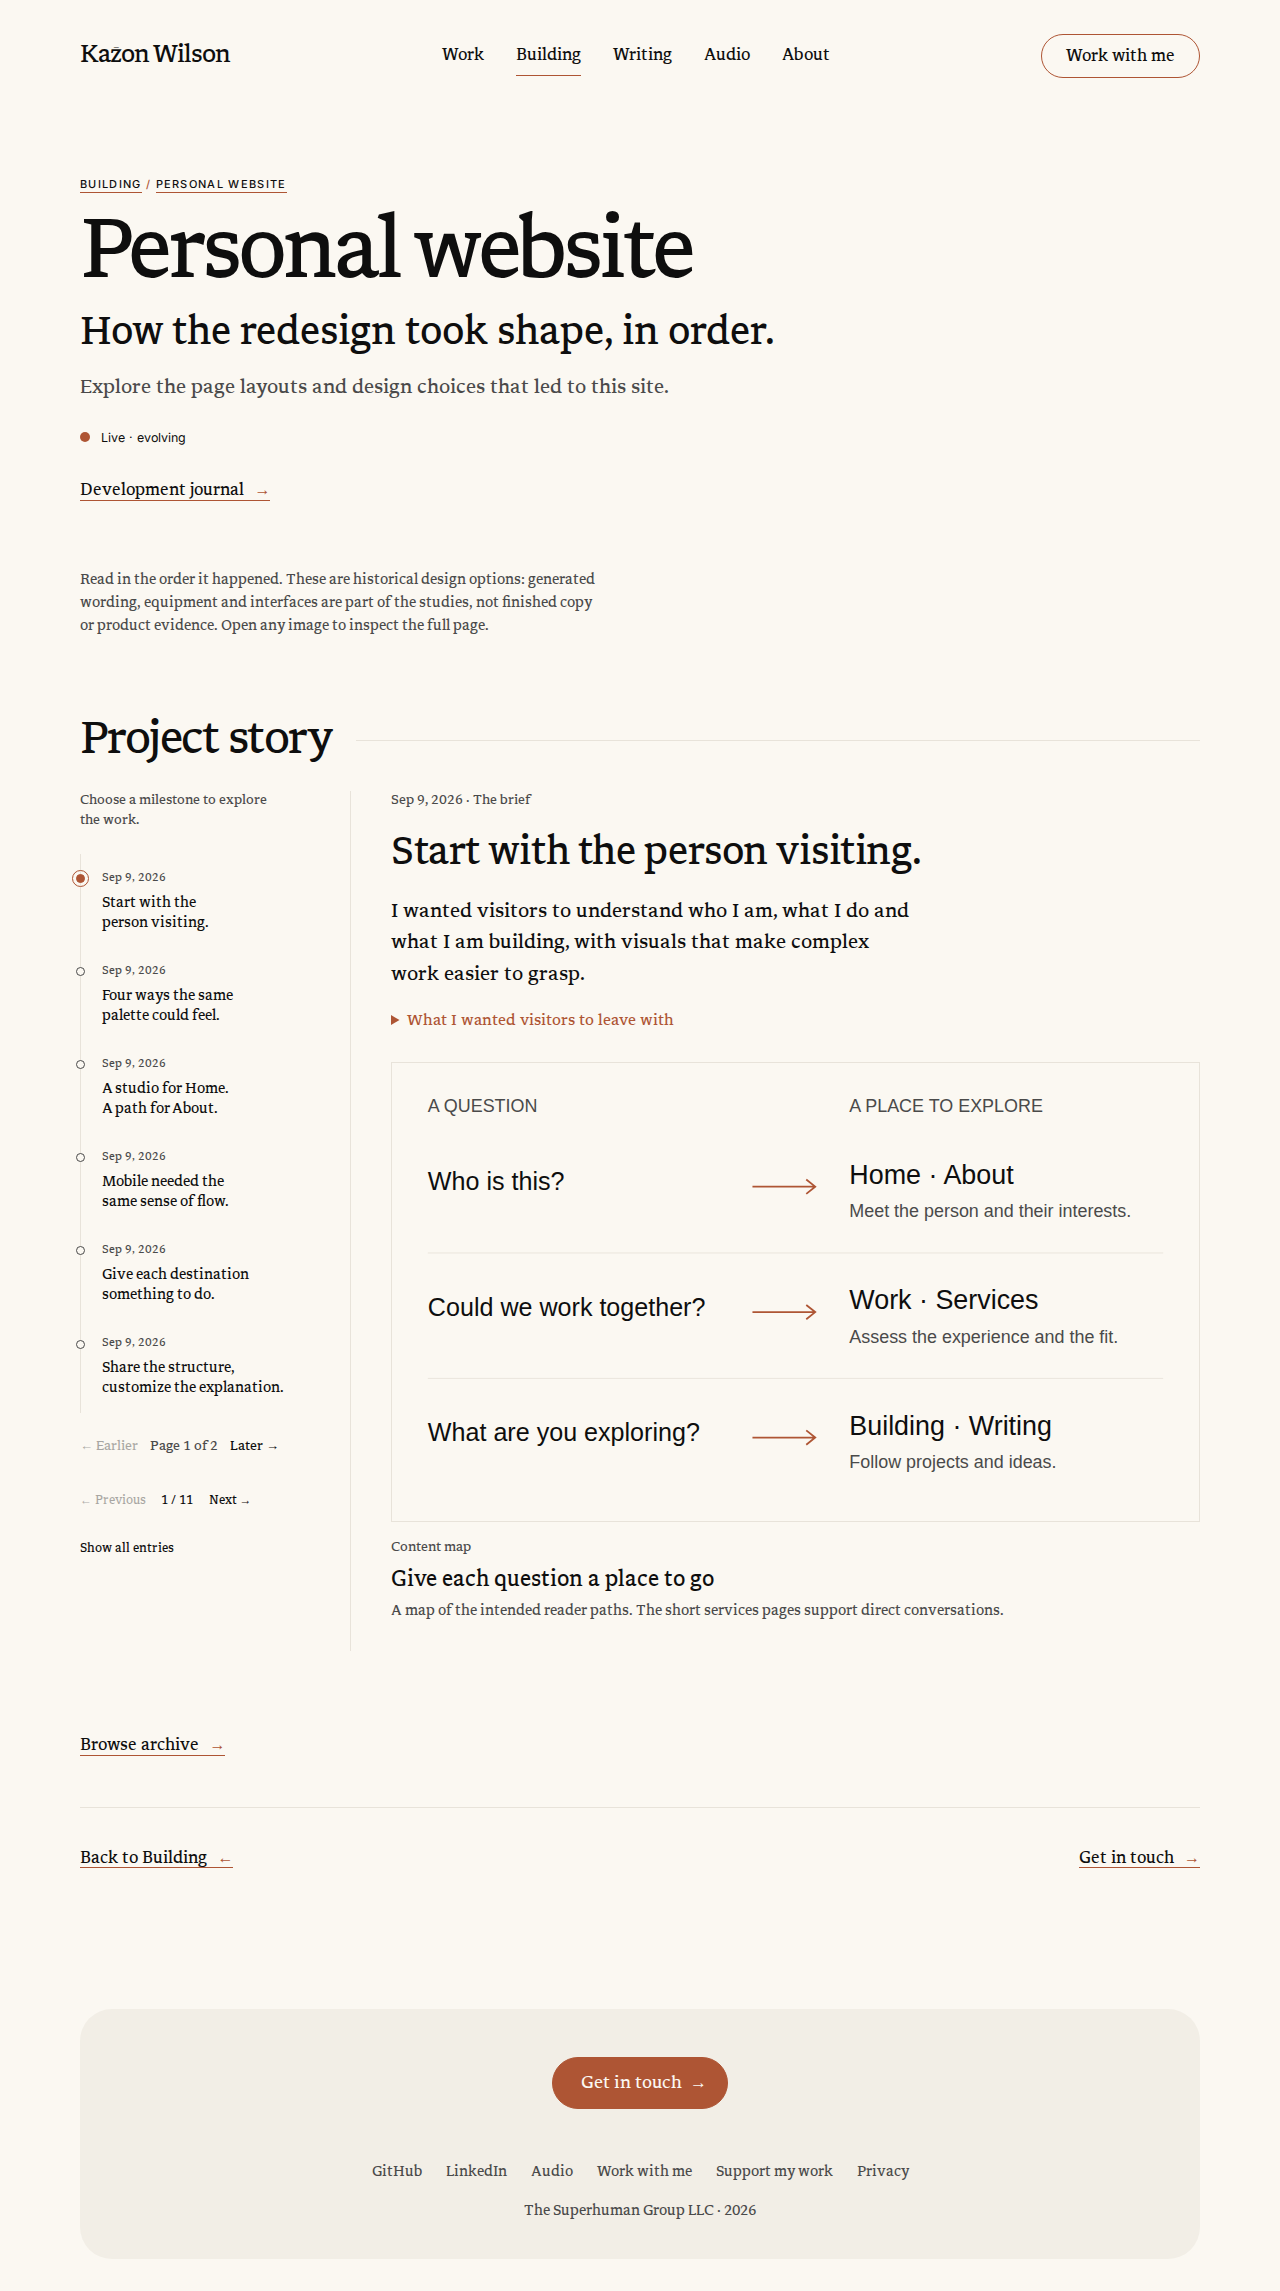 Kazon Wilson
Work Building Writing Audio About
Work with me
BUILDING / PERSONAL WEBSITE
Personal website
How the redesign took shape, in order.
Explore the page layouts and design choices that led to this site.
Live · evolving
Development journal →
Read in the order it happened. These are historical design options: generated
wording, equipment and interfaces are part of the studies, not finished copy
or product evidence. Open any image to inspect the full page.
Project story
Choose a milestone to explore
the work.
Sep 9, 2026
Start with the
person visiting.
Sep 9, 2026
Four ways the same
palette could feel.
Sep 9, 2026
A studio for Home.
A path for About.
Sep 9, 2026
Mobile needed the
same sense of flow.
Sep 9, 2026
Give each destination
something to do.
Sep 9, 2026
Share the structure,
customize the explanation.
← Earlier Page 1 of 2 Later →
← Previous 1 / 11 Next →
Show all entries
Sep 9, 2026 · The brief
Start with the person visiting.
I wanted visitors to understand who I am, what I do and
what I am building, with visuals that make complex
work easier to grasp.
▶ What I wanted visitors to leave with
A QUESTION
A PLACE TO EXPLORE
Who is this?
Home · About
Meet the person and their interests.
Could we work together?
Work · Services
Assess the experience and the fit.
What are you exploring?
Building · Writing
Follow projects and ideas.
Content map
Give each question a place to go
A map of the intended reader paths. The short services pages support direct conversations.
Browse archive →
Back to Building ←
Get in touch →
Get in touch →
GitHub LinkedIn Audio Work with me Support my work Privacy
The Superhuman Group LLC · 2026